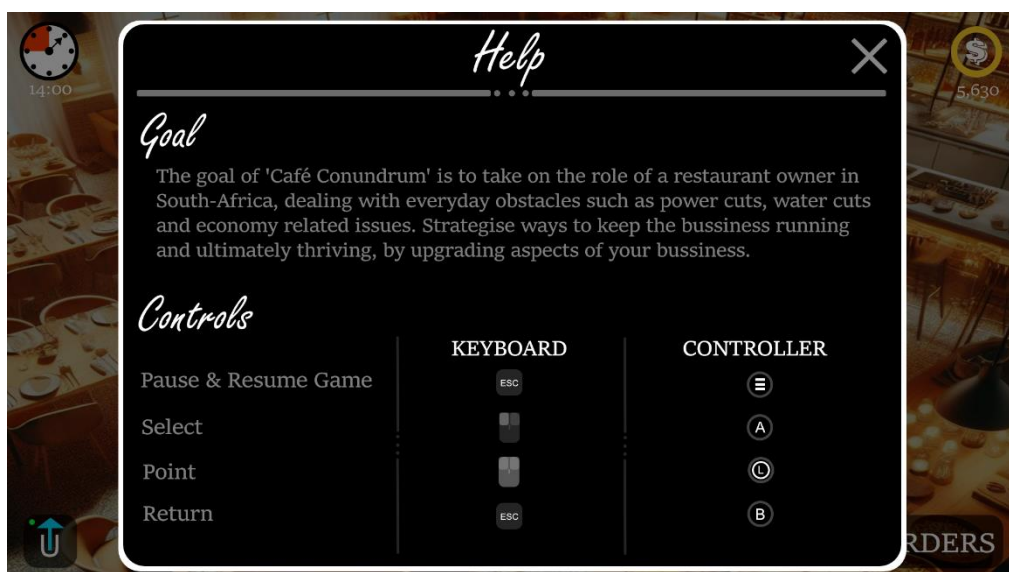 Help
14:00
$
5,630
Goal
The goal of 'Café Conundrum' is to take on the role of a restaurant owner in
South-Africa, dealing with everyday obstacles such as power cuts, water cuts
and economy related issues. Strategise ways to keep the bussiness running
and ultimately thriving, by upgrading aspects of your bussiness.
Controls
KEYBOARD CONTROLLER
Pause & Resume Game ESC
Select A
Point L
Return ESC B
U RDERS